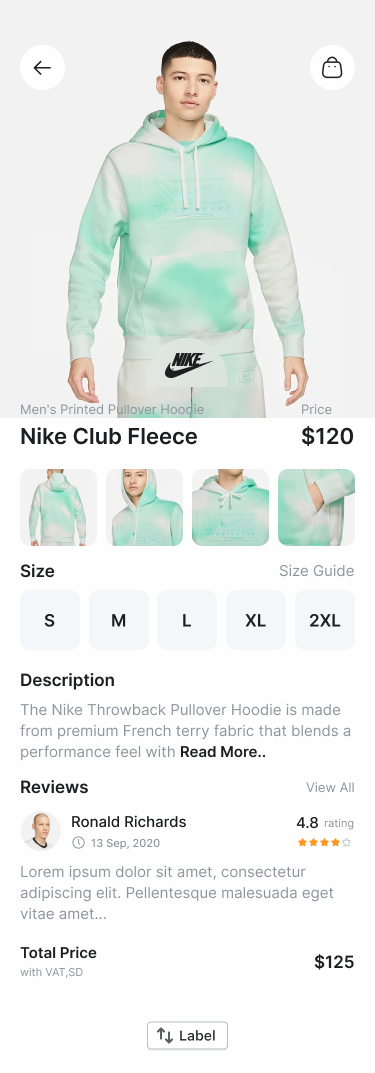 NIKE
Men's Printed Pullover Hoodie
Price
Nike Club Fleece
$120
Size
Size Guide
S
M
L
XL
2XL
Description
The Nike Throwback Pullover Hoodie is made
from premium French terry fabric that blends a
performance feel with Read More..
Reviews
View All
Ronald Richards
4.8 rating
13 Sep, 2020
Lorem ipsum dolor sit amet, consectetur
adipiscing elit. Pellentesque malesuada eget
vitae amet...
Total Price
with VAT,SD
$125
Label